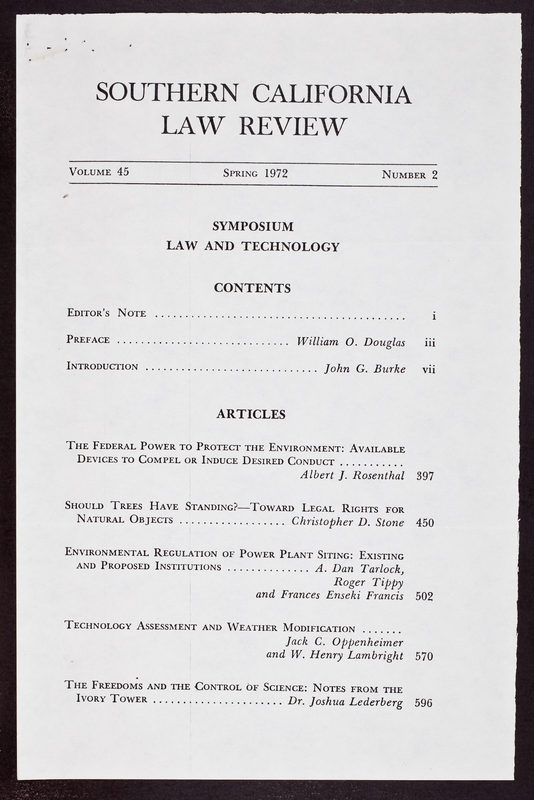 SOUTHERN CALIFORNIA
LAW REVIEW
VOLUME 45 SPRING 1972 NUMBER 2
SYMPOSIUM
LAW AND TECHNOLOGY
CONTENTS
EDITOR'S NOTE .......................................... i
PREFACE ............................. William O. Douglas iii
INTRODUCTION ............................. John G. Burke vii
ARTICLES
THE FEDERAL POWER TO PROTECT THE ENVIRONMENT: AVAILABLE
DEVICES TO COMPEL OR INDUCE DESIRED CONDUCT ...........
Albert J. Rosenthal 397
SHOULD TREES HAVE STANDING?—TOWARD LEGAL RIGHTS FOR
NATURAL OBJECTS .................. Christopher D. Stone 450
ENVIRONMENTAL REGULATION OF POWER PLANT SITING: EXISTING
AND PROPOSED INSTITUTIONS .............. A. Dan Tarlock,
Roger Tippy
and Frances Enseki Francis 502
TECHNOLOGY ASSESSMENT AND WEATHER MODIFICATION .......
Jack C. Oppenheimer
and W. Henry Lambright 570
THE FREEDOMS AND THE CONTROL OF SCIENCE: NOTES FROM THE
IVORY TOWER ...................... Dr. Joshua Lederberg 596